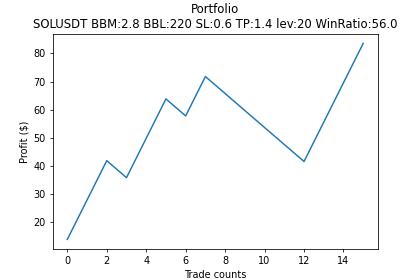 Portfolio
SOLUSDT BBM:2.8 BBL:220 SL:0.6 TP:1.4 lev:20 WinRatio:56.0
80
70
60
50
40
30
20
Profit ($)
0 2 4 6 8 10 12 14
Trade counts